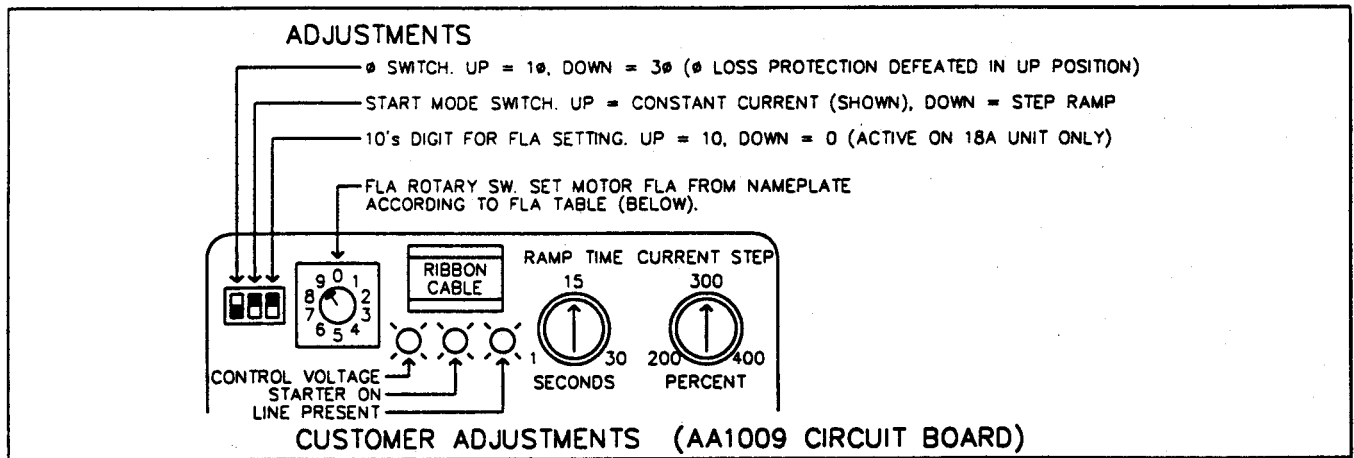 ADJUSTMENTS
ø SWITCH. UP = 1ø, DOWN = 3ø (ø LOSS PROTECTION DEFEATED IN UP POSITION)
START MODE SWITCH. UP = CONSTANT CURRENT (SHOWN), DOWN = STEP RAMP
10's DIGIT FOR FLA SETTING. UP = 10, DOWN = 0 (ACTIVE ON 18A UNIT ONLY)
FLA ROTARY SW. SET MOTOR FLA FROM NAMEPLATE
ACCORDING TO FLA TABLE (BELOW).
0 1 2 3 4 5 6 7 8 9
RIBBON
CABLE
RAMP TIME
15
1 30
SECONDS
CURRENT STEP
300
200 400
PERCENT
CONTROL VOLTAGE
STARTER ON
LINE PRESENT
CUSTOMER ADJUSTMENTS (AA1009 CIRCUIT BOARD)